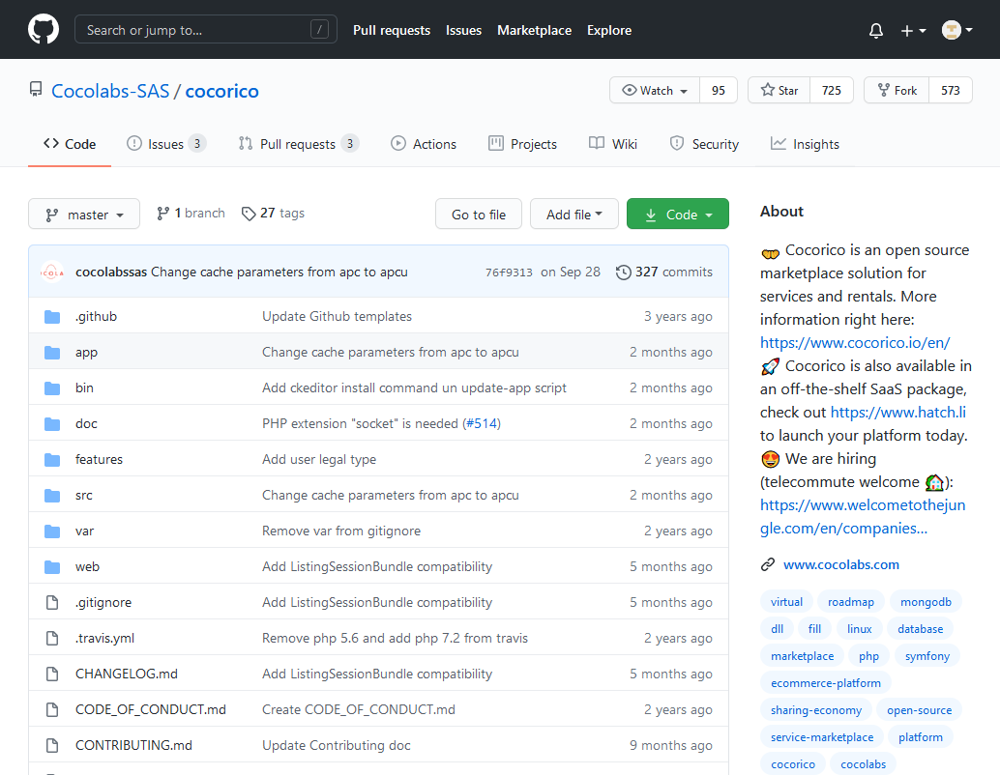 Search or jump to... /
Pull requests Issues Marketplace Explore
Cocolabs-SAS / cocorico
Watch 95 Star 725 Fork 573
Code Issues 3 Pull requests 3 Actions Projects Wiki Security Insights
master 1 branch 27 tags Go to file Add file Code
cocolabssas Change cache parameters from apc to apcu 76f9313 on Sep 28 327 commits
.github Update Github templates 3 years ago
app Change cache parameters from apc to apcu 2 months ago
bin Add ckeditor install command un update-app script 2 months ago
doc PHP extension "socket" is needed (#514) 2 months ago
features Add user legal type 2 years ago
src Change cache parameters from apc to apcu 2 months ago
var Remove var from gitignore 2 years ago
web Add ListingSessionBundle compatibility 5 months ago
.gitignore Add ListingSessionBundle compatibility 5 months ago
.travis.yml Remove php 5.6 and add php 7.2 from travis 2 years ago
CHANGELOG.md Add ListingSessionBundle compatibility 5 months ago
CODE_OF_CONDUCT.md Create CODE_OF_CONDUCT.md 2 years ago
CONTRIBUTING.md Update Contributing doc 9 months ago
About
Cocorico is an open source
marketplace solution for
services and rentals. More
information right here:
https://www.cocorico.io/en/
🚀 Cocorico is also available in
an off-the-shelf SaaS package,
check out https://www.hatch.li
to launch your platform today.
😍 We are hiring
(telecommute welcome 🏡):
https://www.welcometothejun
gle.com/en/companies...
www.cocolabs.com
virtual roadmap mongodb
dll fill linux database
marketplace php symfony
ecommerce-platform
sharing-economy open-source
service-marketplace platform
cocorico cocolabs